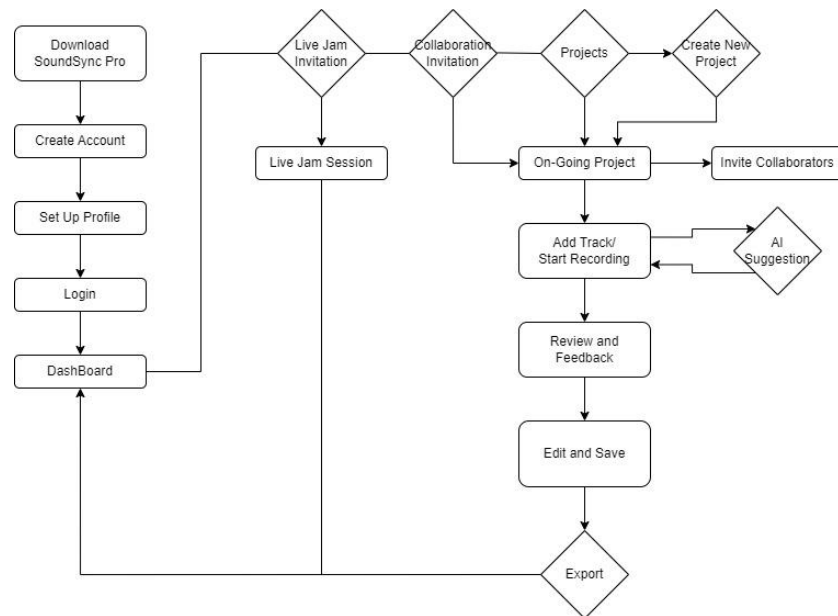 Download
SoundSync Pro
Live Jam
Invitation
Collaboration
Invitation
Projects
Create New
Project
Create Account
Live Jam Session
On-Going Project
Invite Collaborators
Set Up Profile
Add Track/
Start Recording
AI
Suggestion
Login
Review and
Feedback
DashBoard
Edit and Save
Export